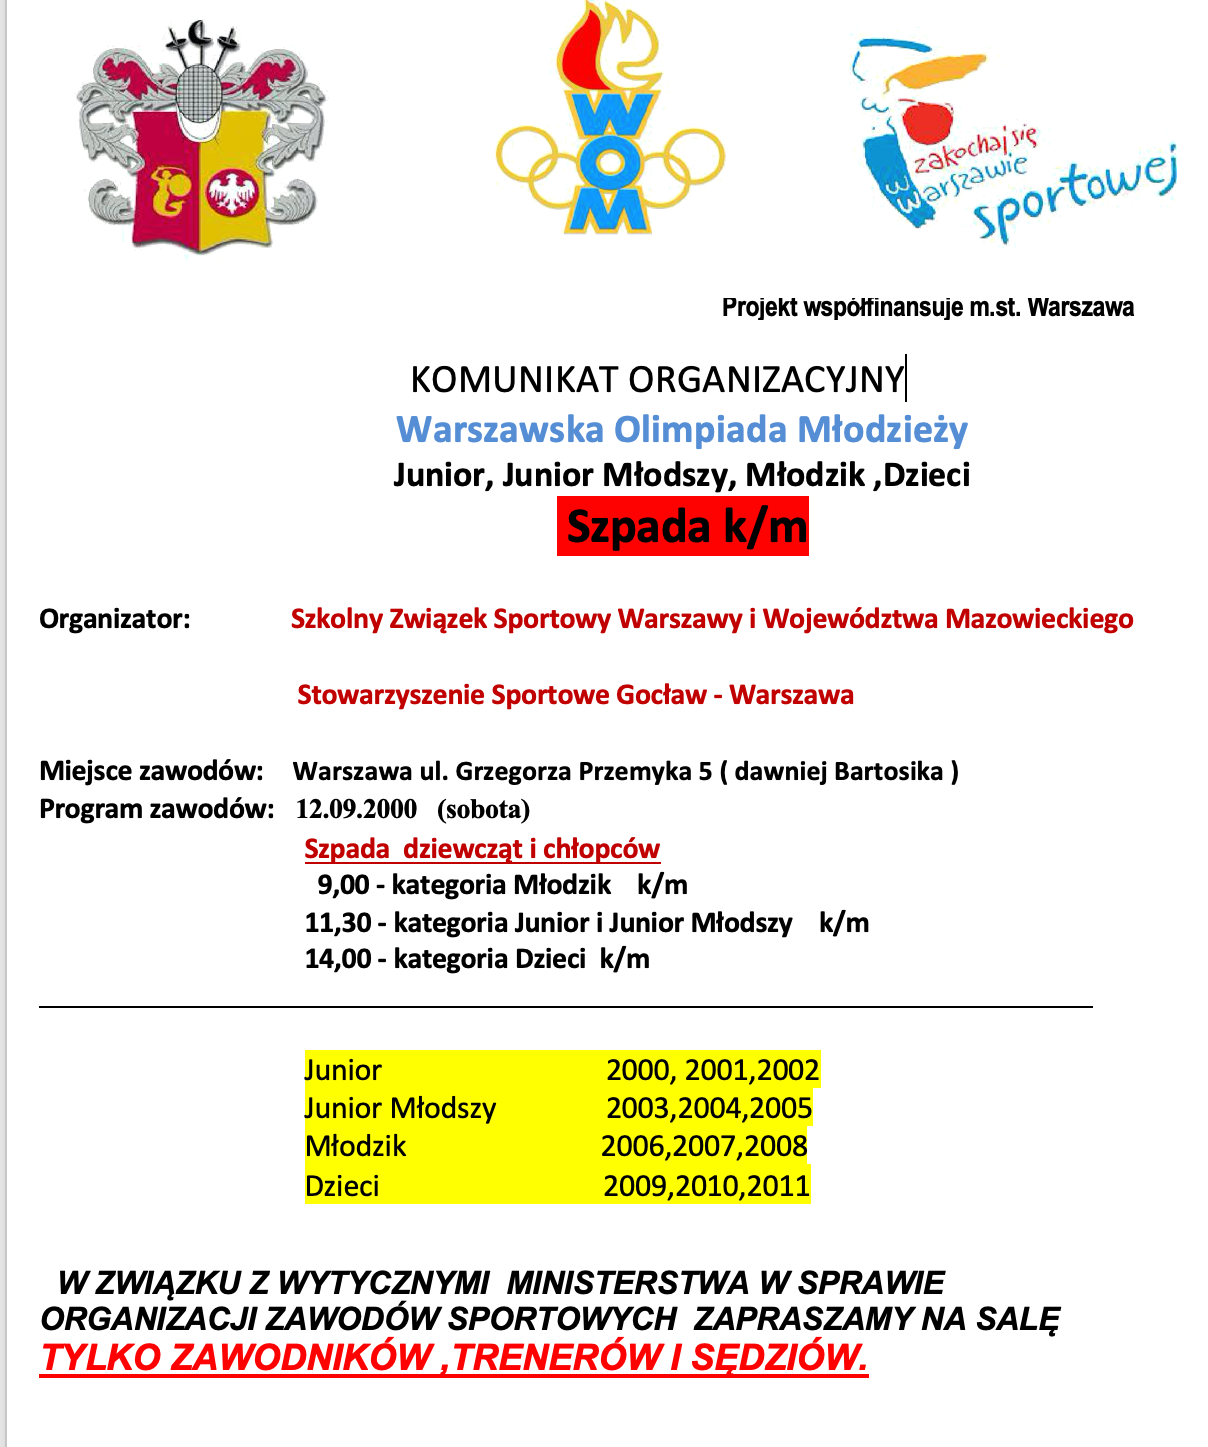 WOM
zakochaj się
w warszawie
sportowej
Projekt współfinansuje m.st. Warszawa
KOMUNIKAT ORGANIZACYJNY
Warszawska Olimpiada Młodzieży
Junior, Junior Młodszy, Młodzik ,Dzieci
Szpada k/m
Organizator: Szkolny Związek Sportowy Warszawy i Województwa Mazowieckiego
Stowarzyszenie Sportowe Gocław - Warszawa
Miejsce zawodów: Warszawa ul. Grzegorza Przemyka 5 ( dawniej Bartosika )
Program zawodów: 12.09.2000 (sobota)
Szpada dziewcząt i chłopców
9,00 - kategoria Młodzik k/m
11,30 - kategoria Junior i Junior Młodszy k/m
14,00 - kategoria Dzieci k/m
Junior 2000, 2001,2002
Junior Młodszy 2003,2004,2005
Młodzik 2006,2007,2008
Dzieci 2009,2010,2011
W ZWIĄZKU Z WYTYCZNYMI MINISTERSTWA W SPRAWIE
ORGANIZACJI ZAWODÓW SPORTOWYCH ZAPRASZAMY NA SALĘ
TYLKO ZAWODNIKÓW ,TRENERÓW I SĘDZIÓW.